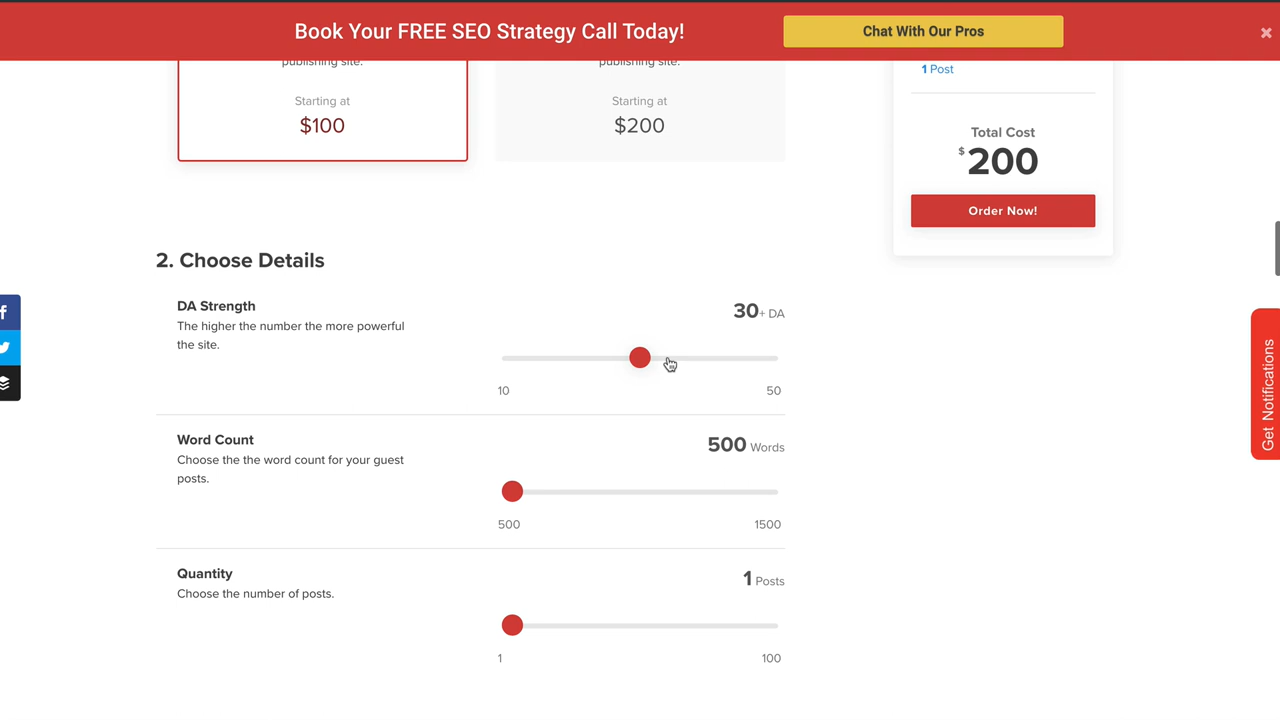 Book Your FREE SEO Strategy Call Today!
Chat With Our Pros
×
publishing site.
publishing site.
1 Post
Starting at
$100
Starting at
$200
Total Cost
$200
Order Now!
2. Choose Details
DA Strength
The higher the number the more powerful
the site.
30+ DA
10
50
Word Count
Choose the the word count for your guest
posts.
500 Words
500
1500
Quantity
Choose the number of posts.
1 Posts
1
100
Get Notifications